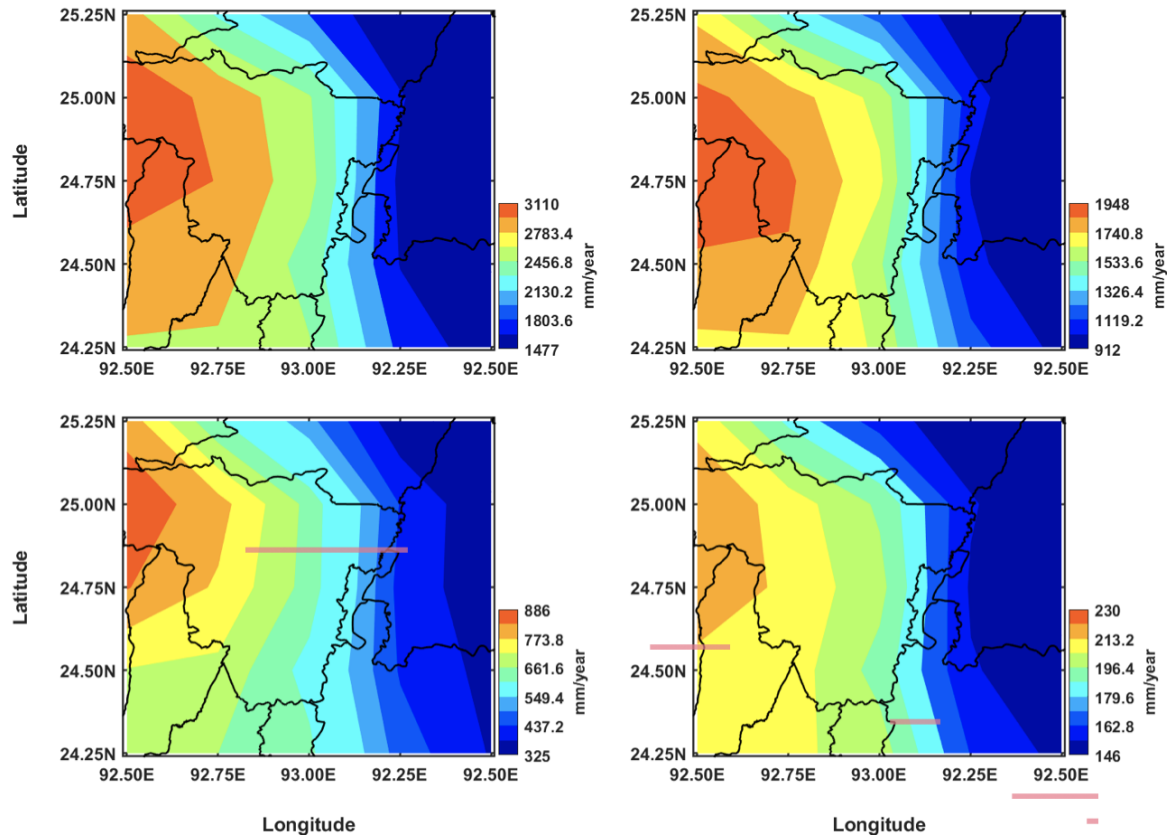 25.25N
25.00N
24.75N
24.50N
24.25N
Latitude
92.50E 92.75E 93.00E 92.25E 92.50E
3110
2783.4
2456.8
2130.2
1803.6
1477
mm/year
25.25N
25.00N
24.75N
24.50N
24.25N
92.50E 92.75E 93.00E 92.25E 92.50E
1948
1740.8
1533.6
1326.4
1119.2
912
mm/year
25.25N
25.00N
24.75N
24.50N
24.25N
Latitude
92.50E 92.75E 93.00E 92.25E 92.50E
886
773.8
661.6
549.4
437.2
325
mm/year
Longitude
25.25N
25.00N
24.75N
24.50N
24.25N
92.50E 92.75E 93.00E 92.25E 92.50E
230
213.2
196.4
179.6
162.8
146
mm/year
Longitude